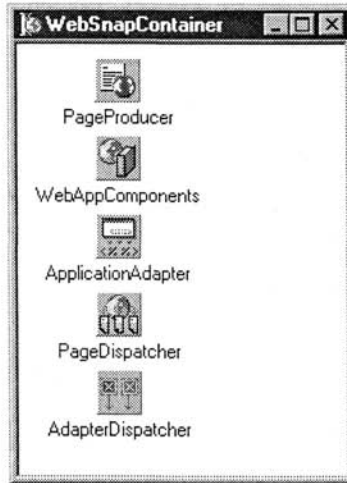 WebSnapContainer
PageProducer
WebAppComponents
ApplicationAdapter
PageDispatcher
AdapterDispatcher